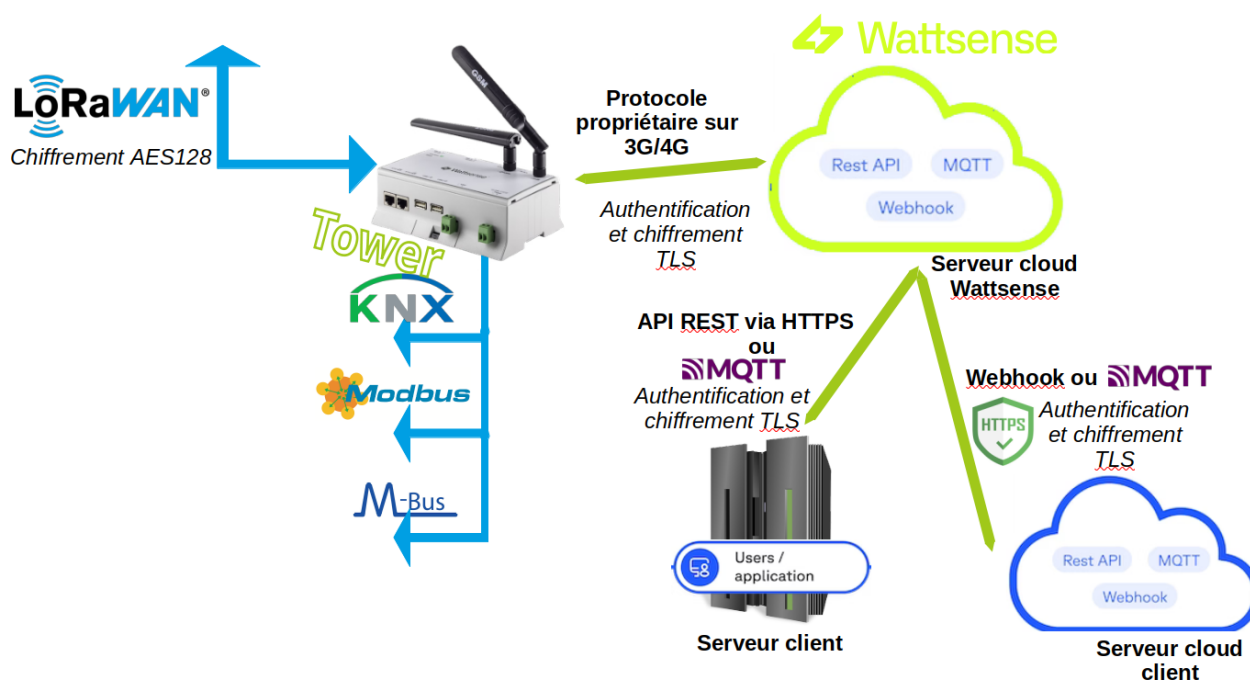 Wattsense
LoRaWAN®
Chiffrement AES128
GSM
Wattsense
Tower
Protocole
propriétaire sur
3G/4G
Authentification
et chiffrement
TLS
Rest API
MQTT
Webhook
Serveur cloud
Wattsense
KNX
Modbus
M-Bus
API REST via HTTPS
ou
MQTT
Authentification et
chiffrement TLS
Users /
application
Serveur client
Webhook ou MQTT
HTTPS
Authentification
et chiffrement
TLS
Rest API
MQTT
Webhook
Serveur cloud
client